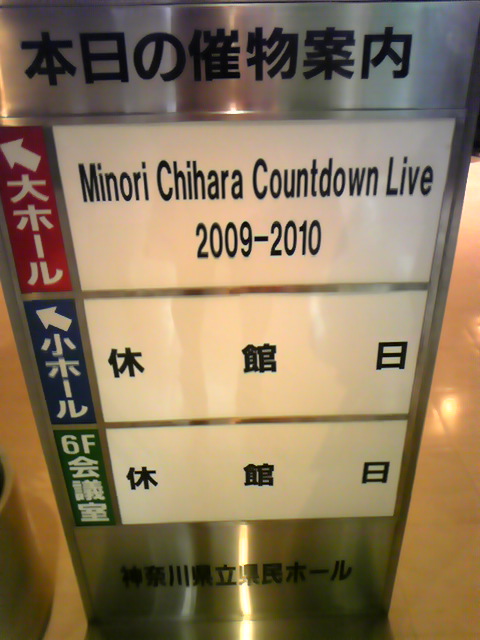 本日の催物案内
大ホール
Minori Chihara Countdown Live
2009-2010
小ホール
休館日
6F会議室
休館日
神奈川県立県民ホール